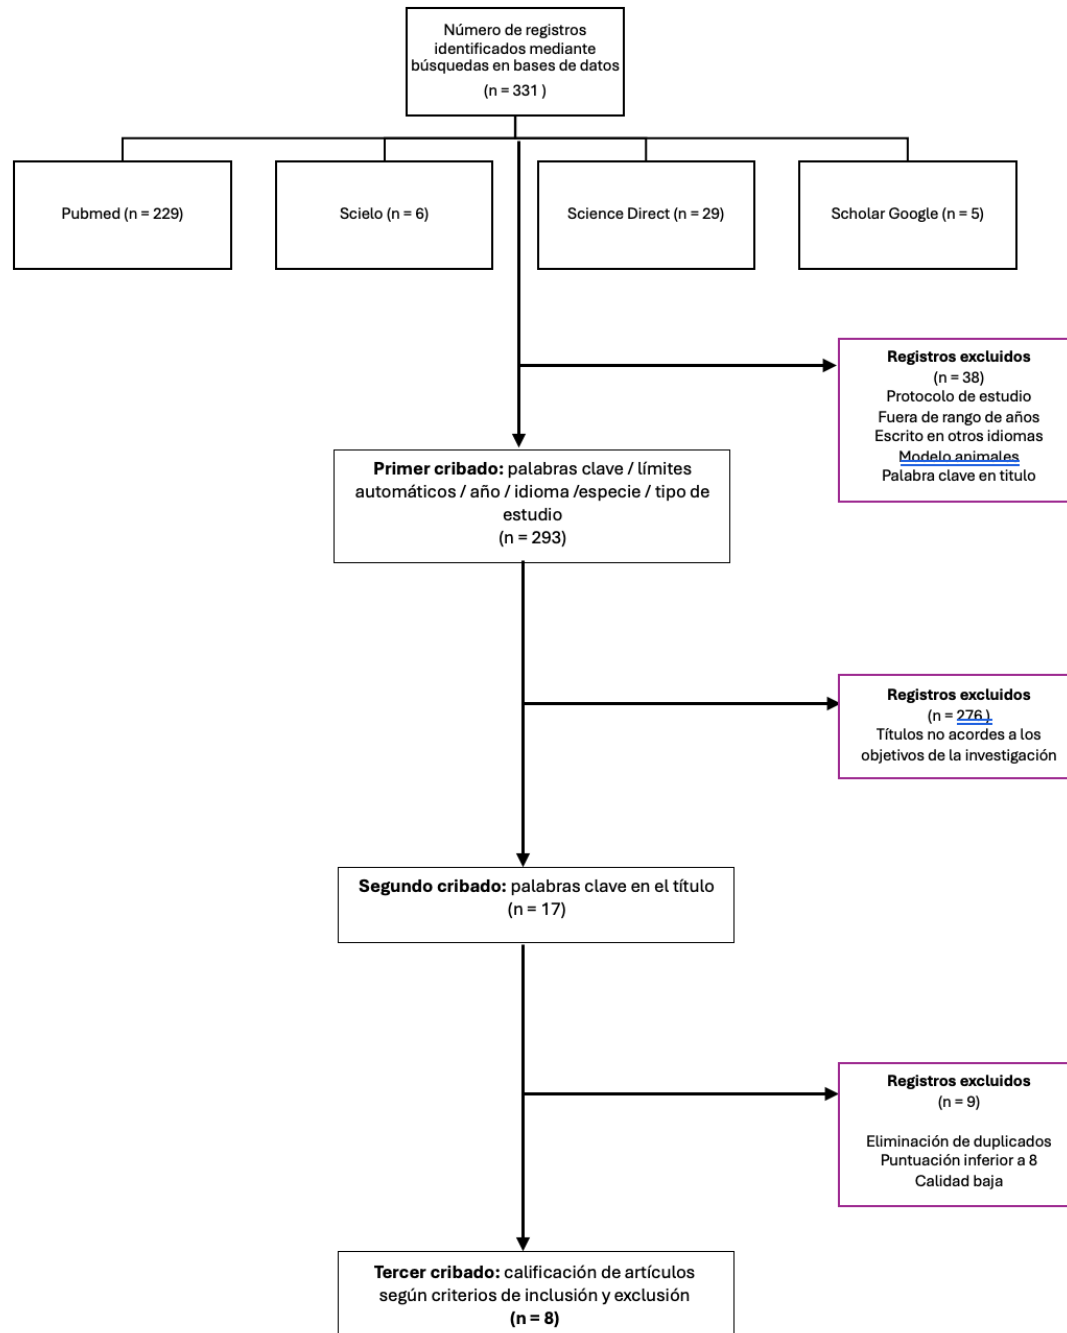 Número de registros
identificados mediante
búsquedas en bases de datos
(n = 331 )
Pubmed (n = 229)
Scielo (n = 6)
Science Direct (n = 29)
Scholar Google (n = 5)
Registros excluidos
(n = 38)
Protocolo de estudio
Fuera de rango de años
Escrito en otros idiomas
Modelo animales
Palabra clave en titulo
Primer cribado: palabras clave / límites
automáticos / año / idioma /especie / tipo de
estudio
(n = 293)
Registros excluidos
(n = 276 )
Títulos no acordes a los
objetivos de la investigación
Segundo cribado: palabras clave en el título
(n = 17)
Registros excluidos
(n = 9)
Eliminación de duplicados
Puntuación inferior a 8
Calidad baja
Tercer cribado: calificación de artículos
según criterios de inclusión y exclusión
(n = 8)